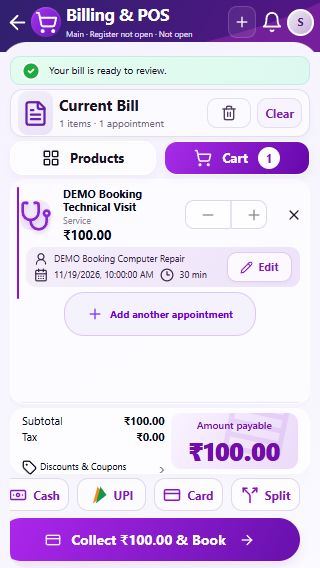 Billing & POS
Main · Register not open · Not open
S
Your bill is ready to review.
Current Bill
1 items · 1 appointment
Clear
Products
Cart 1
DEMO Booking
Technical Visit
Service
₹100.00
1
DEMO Booking Computer Repair
11/19/2026, 10:00:00 AM 30 min
Edit
Add another appointment
Subtotal ₹100.00
Tax ₹0.00
Discounts & Coupons
Amount payable
₹100.00
Cash
UPI
Card
Split
Collect ₹100.00 & Book